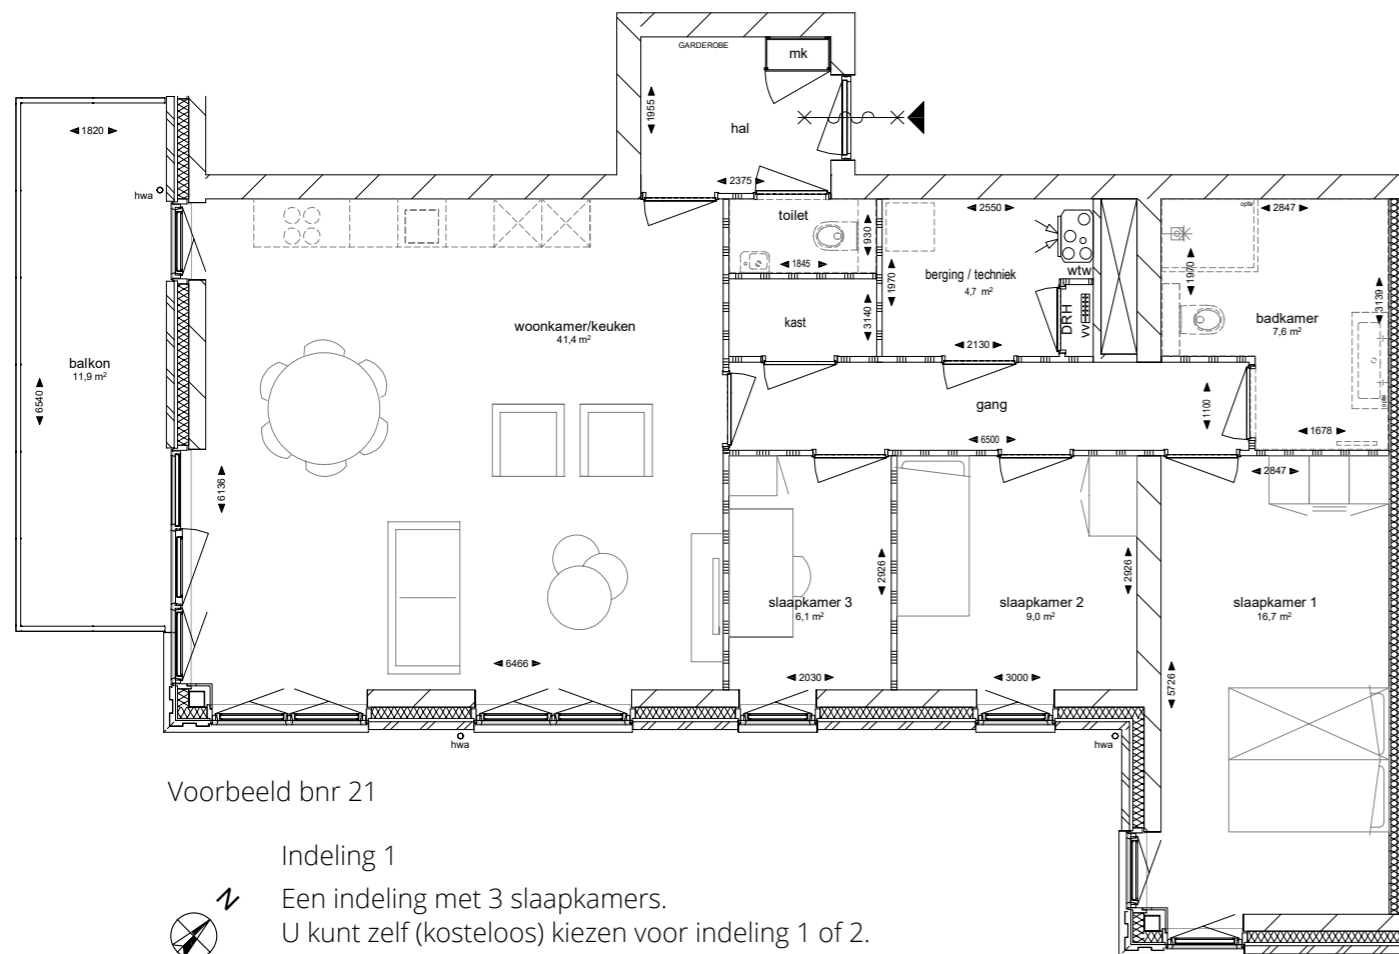 GARDEROBE
mk
1955
hal
2375
1820
hwa
toilet
930
1845
2550
1970
berging / techniek
4,7 m²
wtw
DRH
VV
2130
kast
3140
optie
2847
1970
3139
badkamer
7,6 m²
optie
1678
woonkamer/keuken
41,4 m²
balkon
11,9 m²
6540
gang
1100
6500
6136
2847
2926
2926
slaapkamer 3
6,1 m²
slaapkamer 2
9,0 m²
slaapkamer 1
16,7 m²
6466
2030
3000
5726
hwa
hwa
Voorbeeld bnr 21
Indeling 1
N
Een indeling met 3 slaapkamers.
U kunt zelf (kosteloos) kiezen voor indeling 1 of 2.